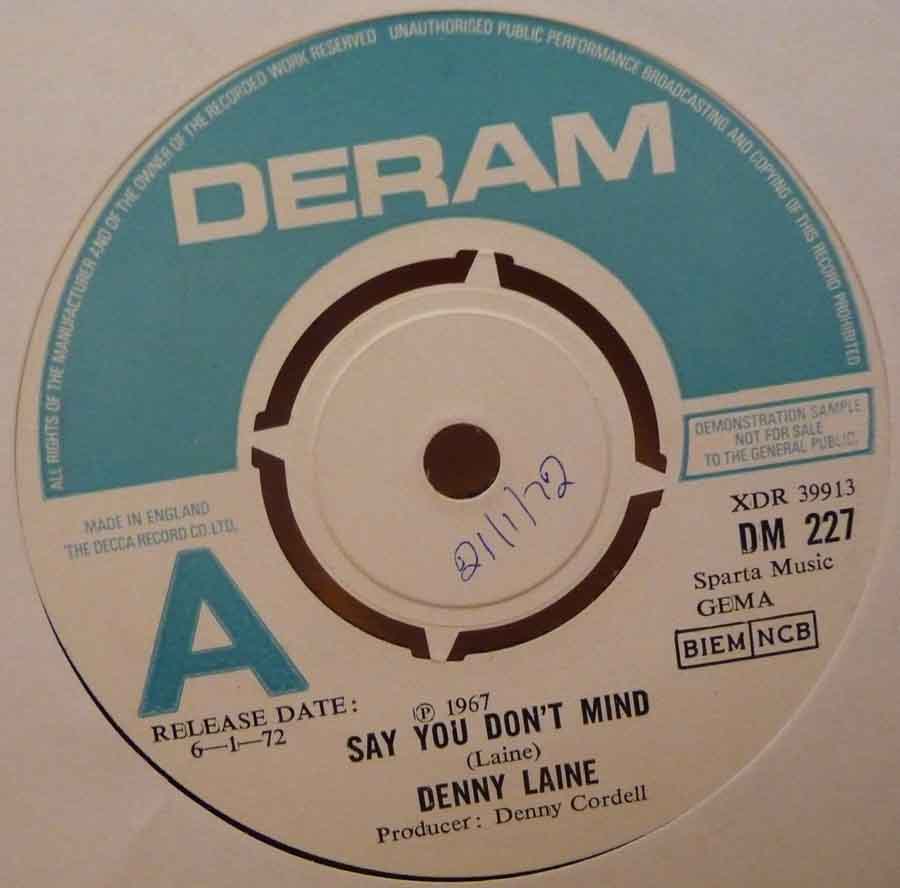 ALL RIGHTS OF THE MANUFACTURER AND OF THE OWNER OF THE RECORDED WORK RESERVED UNAUTHORISED PUBLIC PERFORMANCE BROADCASTING AND COPYING OF THIS RECORD PROHIBITED
DERAM
DEMONSTRATION SAMPLE
NOT FOR SALE
TO THE GENERAL PUBLIC.
MADE IN ENGLAND
THE DECCA RECORD CO. LTD.
A
21/1/72
XDR 39913
DM 227
Sparta Music
GEMA
BIEM NCB
RELEASE DATE:
6—1—72
℗ 1967
SAY YOU DON'T MIND
(Laine)
DENNY LAINE
Producer: Denny Cordell